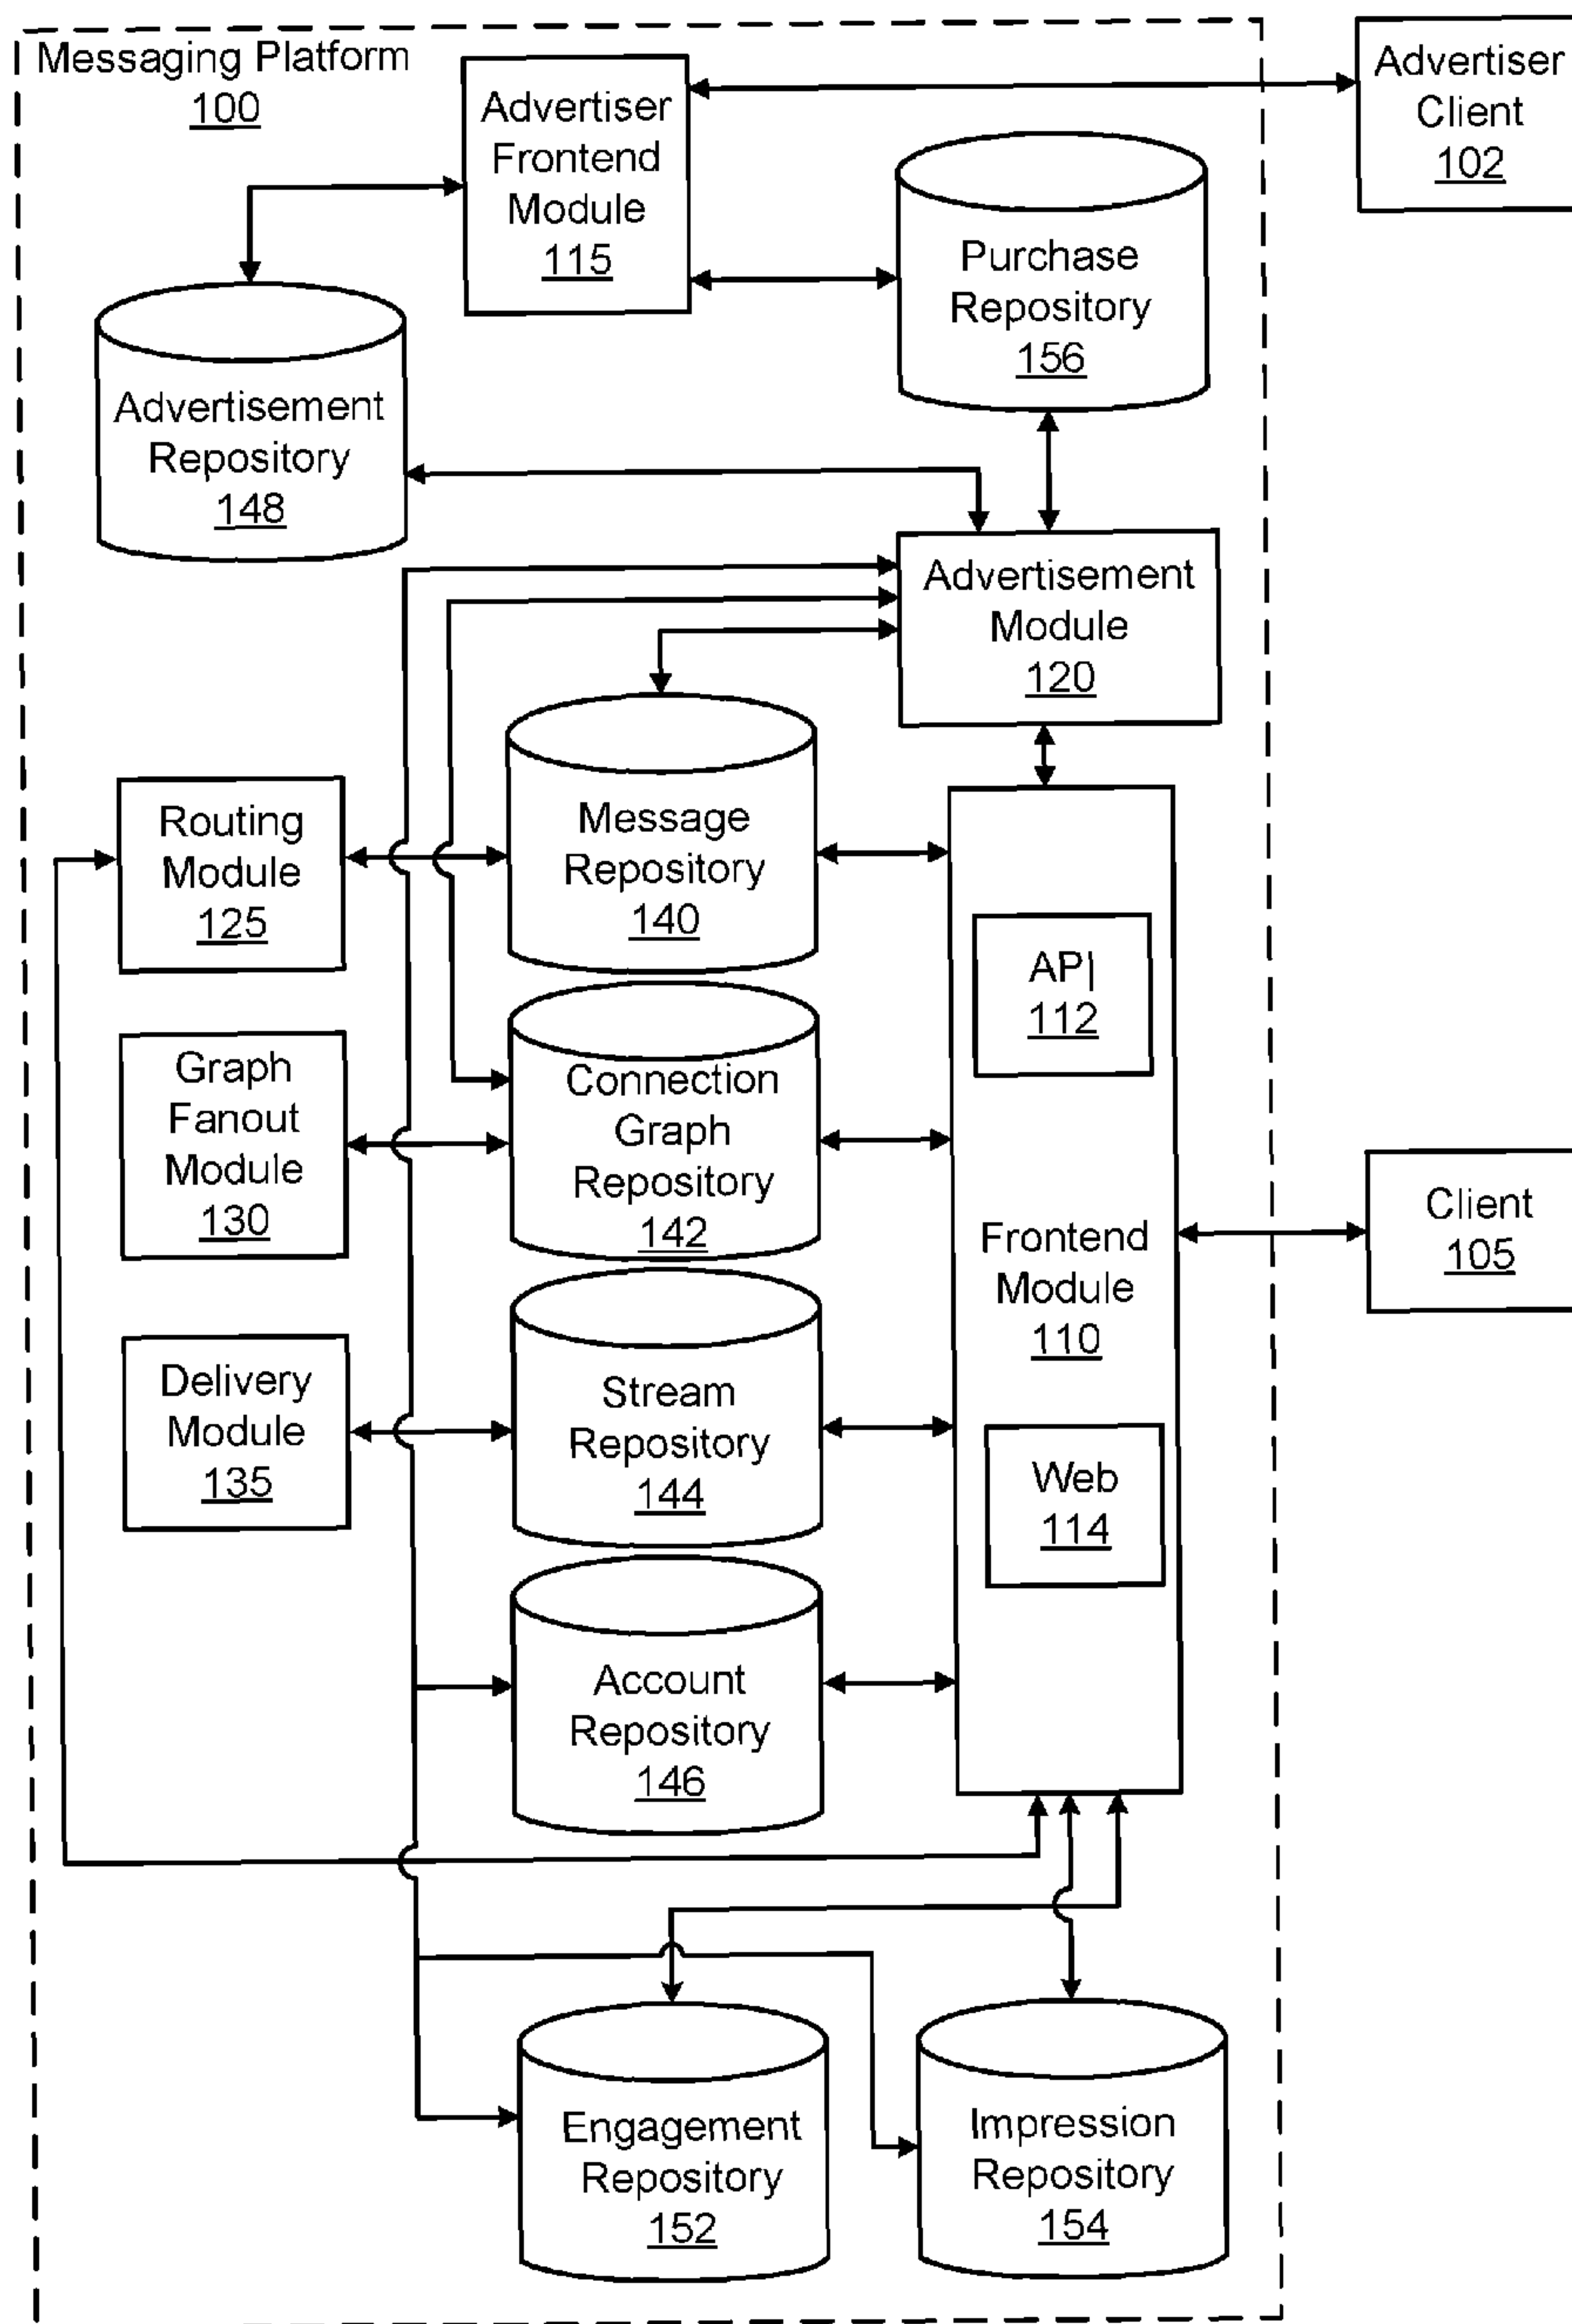 Messaging Platform
100
Advertiser
Frontend
Module
115
Advertiser
Client
102
Purchase
Repository
156
Advertisement
Repository
148
Advertisement
Module
120
Routing
Module
125
Message
Repository
140
API
112
Graph
Fanout
Module
130
Connection
Graph
Repository
142
Frontend
Module
110
Client
105
Delivery
Module
135
Stream
Repository
144
Web
114
Account
Repository
146
Engagement
Repository
152
Impression
Repository
154